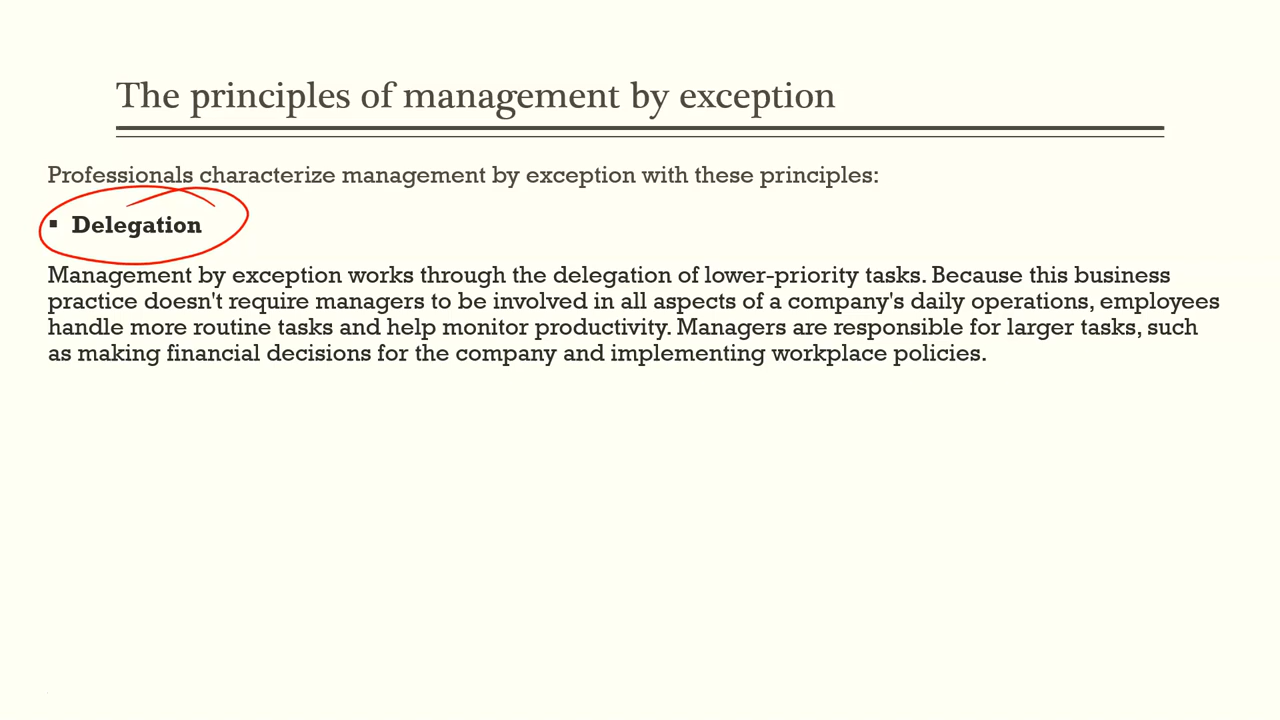 The principles of management by exception
Professionals characterize management by exception with these principles:
▪ Delegation
Management by exception works through the delegation of lower-priority tasks. Because this business
practice doesn't require managers to be involved in all aspects of a company's daily operations, employees
handle more routine tasks and help monitor productivity. Managers are responsible for larger tasks, such
as making financial decisions for the company and implementing workplace policies.